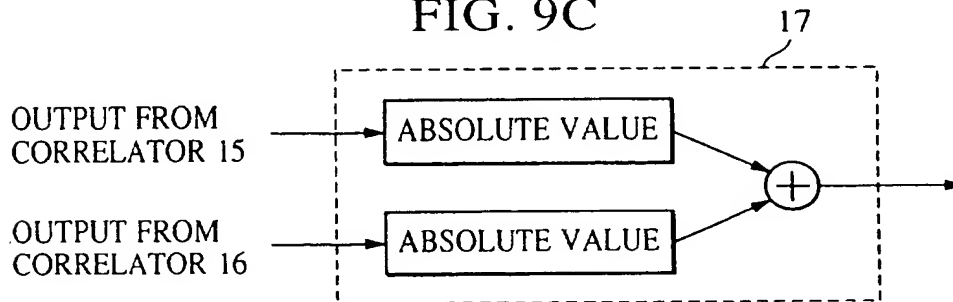 FIG. 9C
17
OUTPUT FROM
CORRELATOR 15
ABSOLUTE VALUE
OUTPUT FROM
CORRELATOR 16
ABSOLUTE VALUE